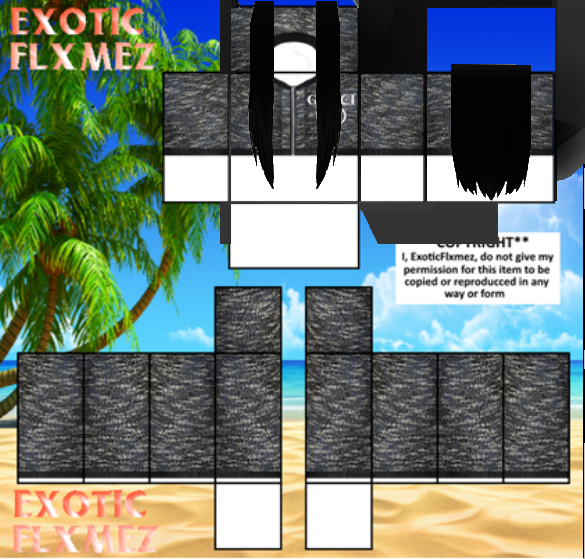 EXOTIC
FLXMEZ
COPYRIGHT**
I, ExoticFlxmez, do not give my
permission for this item to be
copied or reproducced in any
way or form
EXOTIC
FLXMEZ